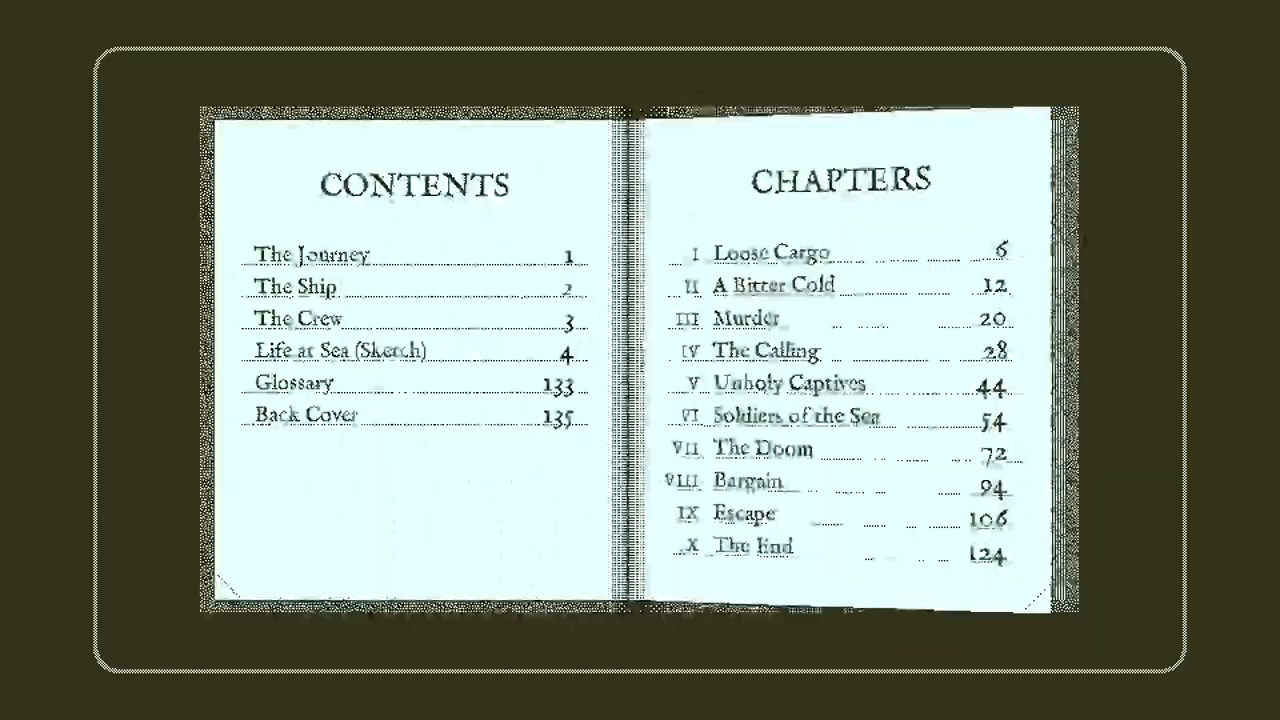 CONTENTS
The Journey 1
The Ship 2
The Crew 3
Life at Sea (Sketch) 4
Glossary 133
Back Cover 135
CHAPTERS
I Loose Cargo 6
II A Bitter Cold 12
III Murder 20
IV The Calling 28
V Unholy Captives 44
VI Soldiers of the Sea 54
VII The Doom 72
VIII Bargain 94
IX Escape 106
X The End 124